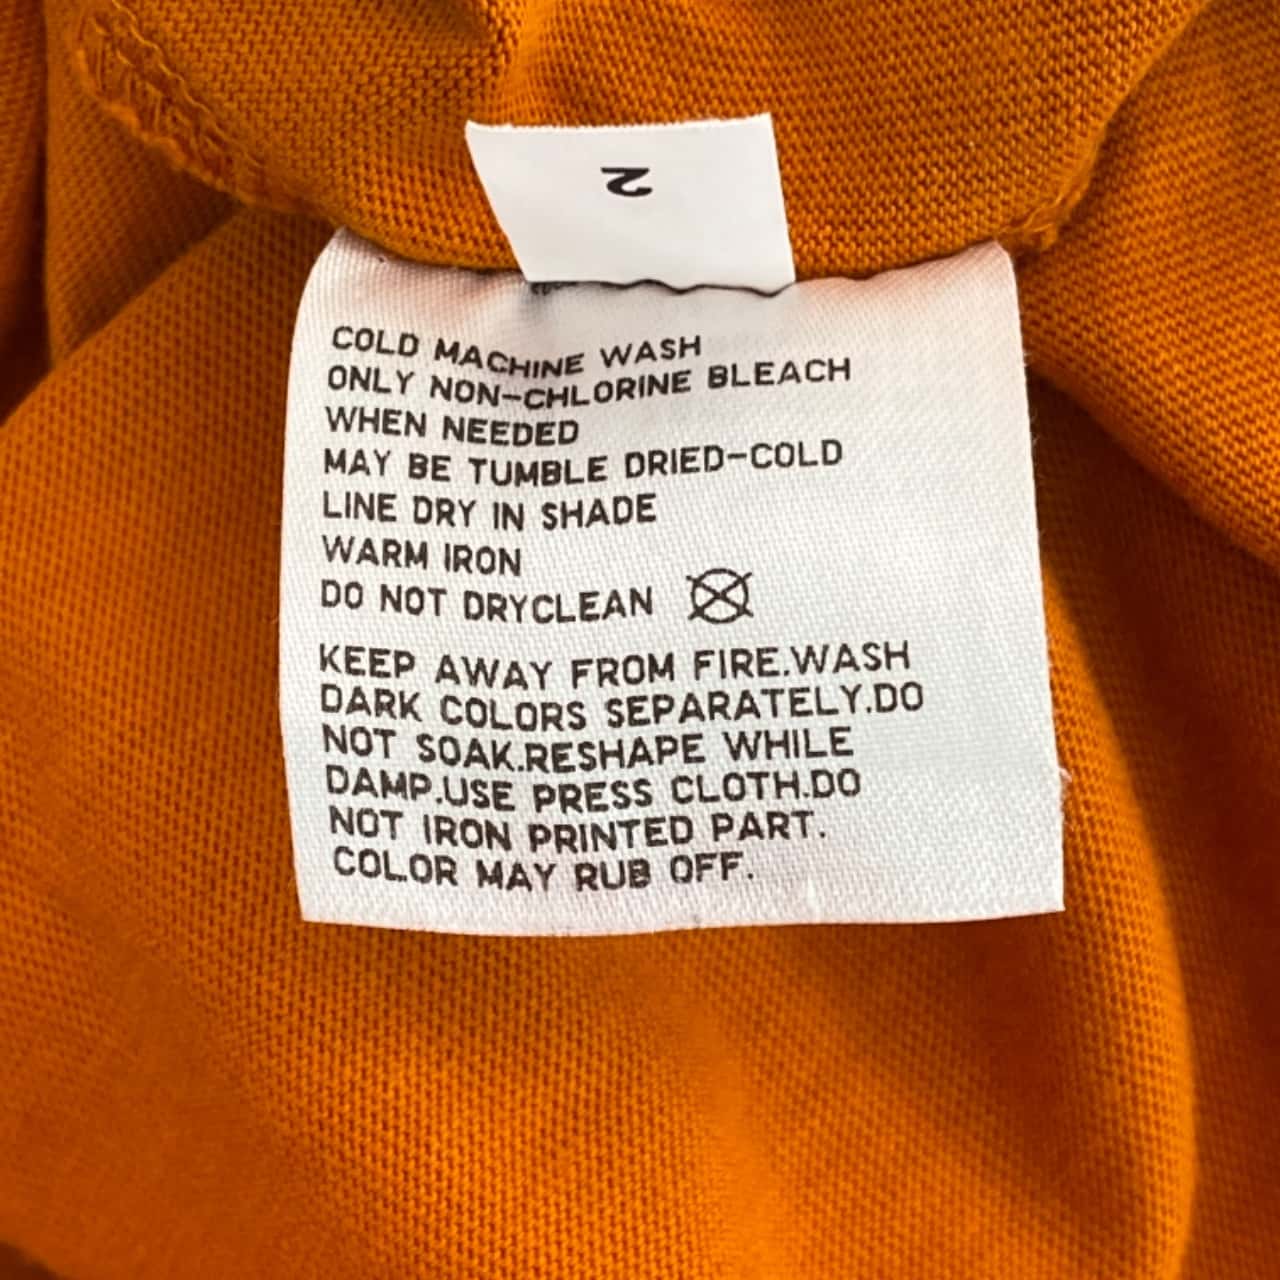 2
COLD MACHINE WASH
ONLY NON-CHLORINE BLEACH
WHEN NEEDED
MAY BE TUMBLE DRIED-COLD
LINE DRY IN SHADE
WARM IRON
DO NOT DRYCLEAN
KEEP AWAY FROM FIRE.WASH
DARK COLORS SEPARATELY.DO
NOT SOAK.RESHAPE WHILE
DAMP.USE PRESS CLOTH.DO
NOT IRON PRINTED PART.
COLOR MAY RUB OFF.